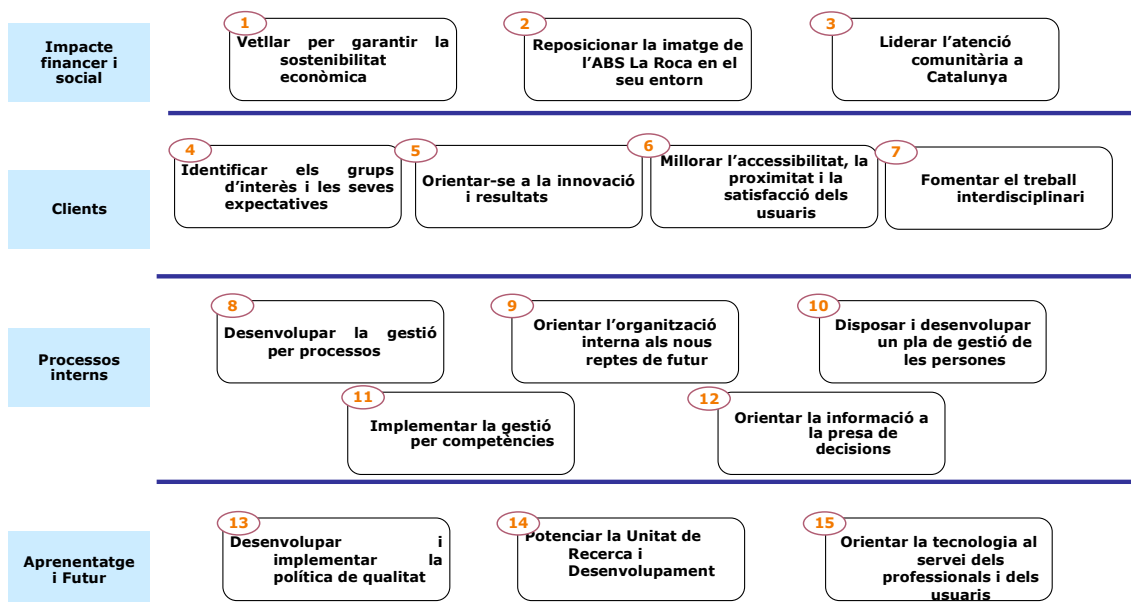 Impacte
financer i
social
1
Vetllar per garantir la
sostenibilitat
econòmica
2
Reposicionar la imatge de
l’ABS La Roca en el
seu entorn
3
Liderar l’atenció
comunitària a
Catalunya
Clients
4
Identificar els grups
d’interès i les seves
expectatives
5
Orientar-se a la innovació
i resultats
6
Millorar l’accessibilitat, la
proximitat i la
satisfacció dels
usuaris
7
Fomentar el treball
interdisciplinari
Processos
interns
8
Desenvolupar la gestió
per processos
9
Orientar l’organització
interna als nous
reptes de futur
10
Disposar i desenvolupar
un pla de gestió de
les persones
11
Implementar la gestió
per competències
12
Orientar la informació a
la presa de
decisions
Aprenentatge
i Futur
13
Desenvolupar i
implementar la
política de qualitat
14
Potenciar la Unitat de
Recerca i
Desenvolupament
15
Orientar la tecnologia al
servei dels
professionals i dels
usuaris